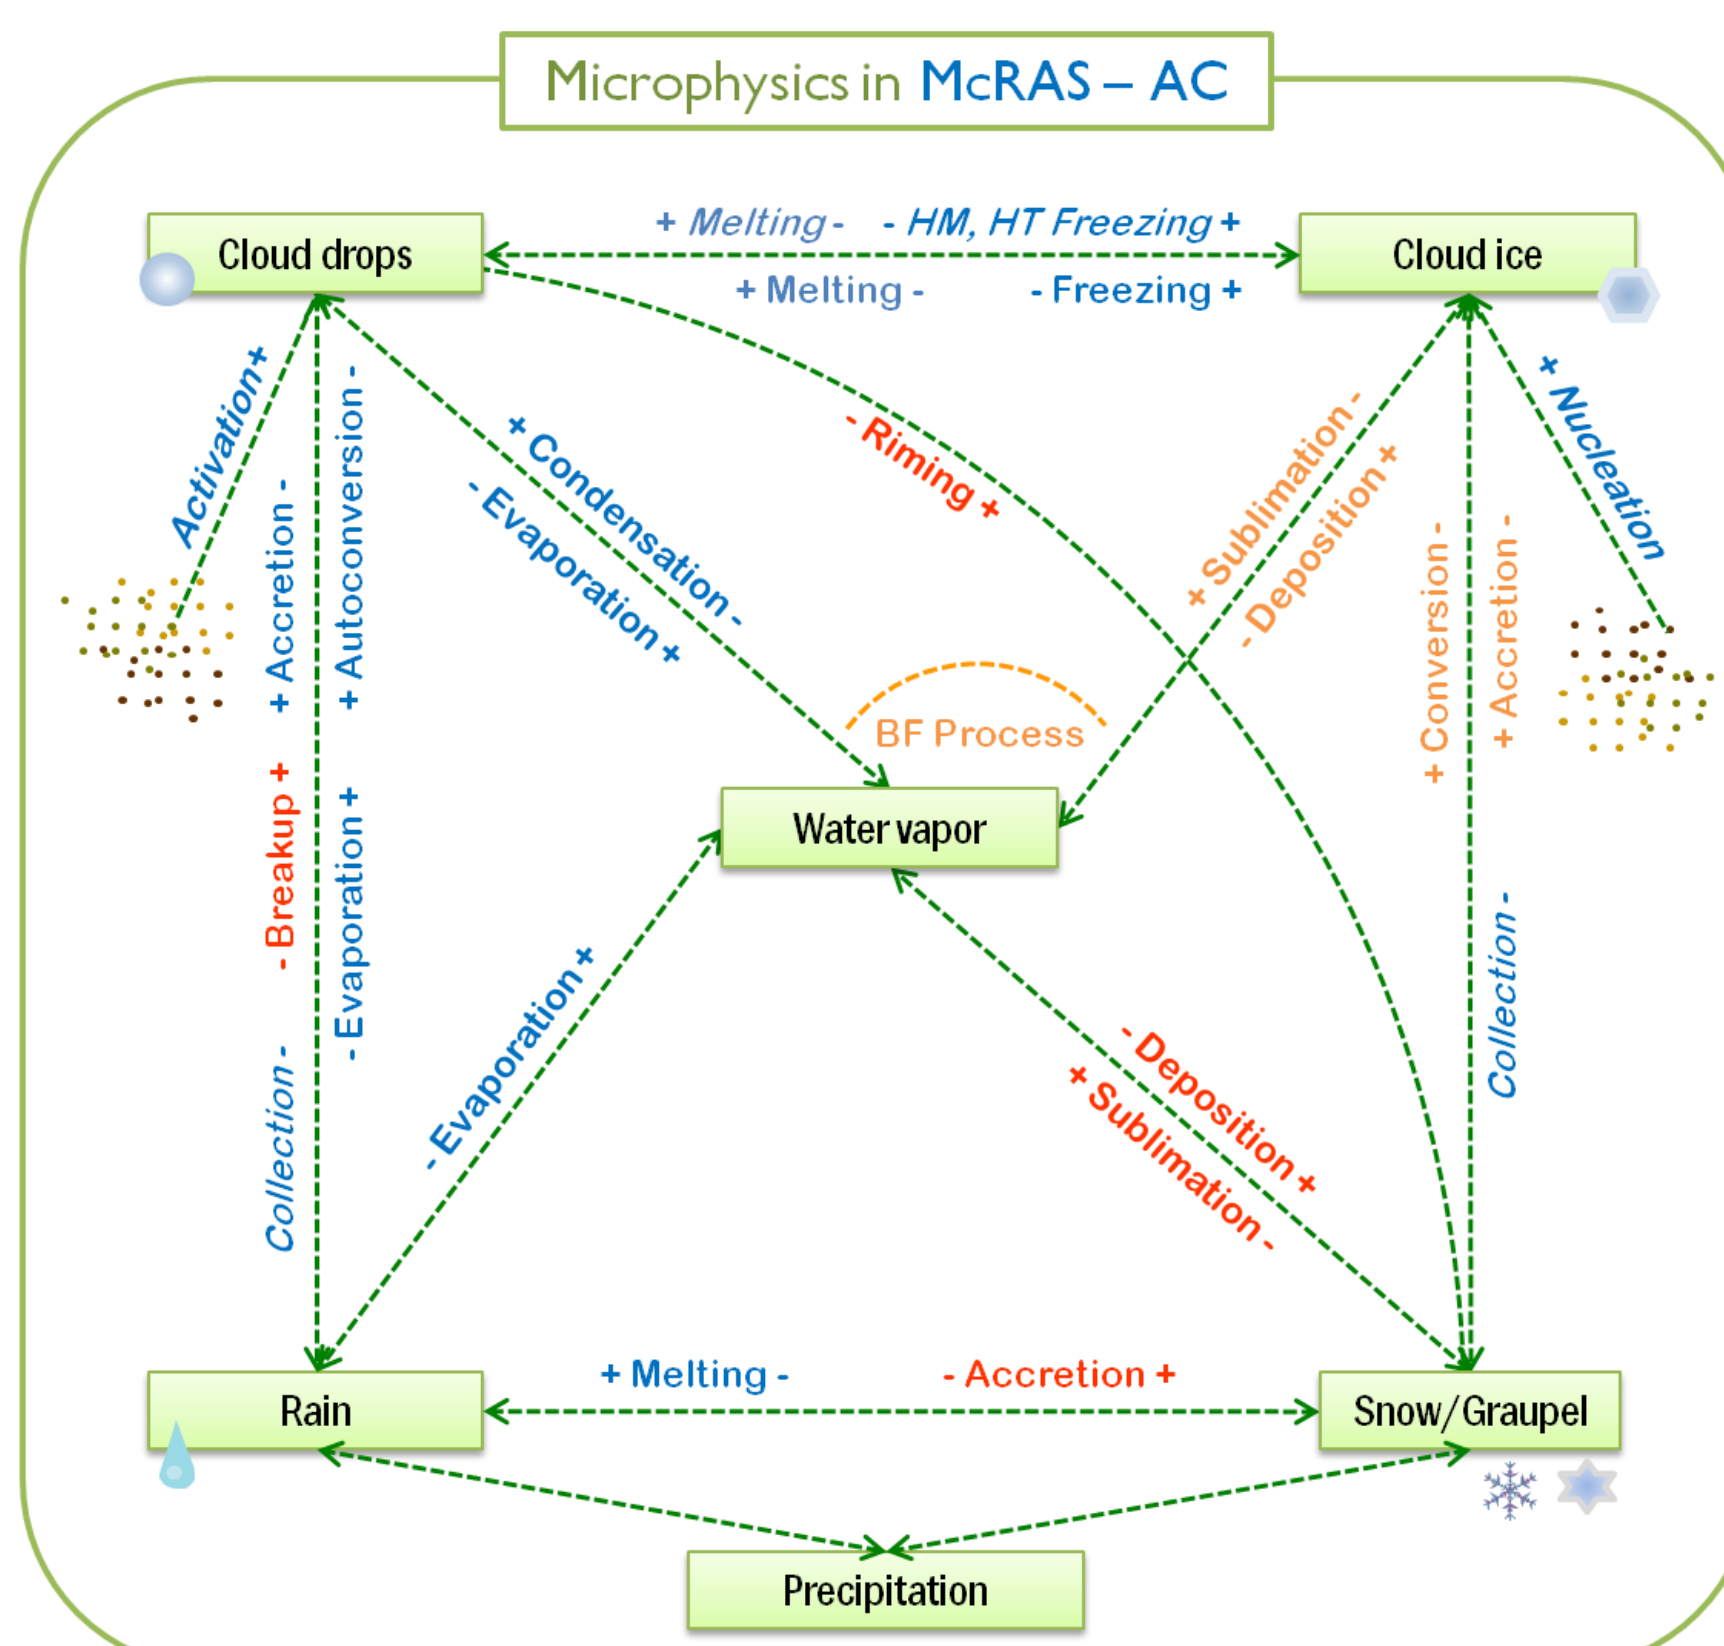 Microphysics in McRAS – AC
+ Melting - - HM, HT Freezing +
Cloud drops
Cloud ice
+ Melting - - Freezing +
Activation+
+ Accretion -
+ Autoconversion -
+ Condensation -
- Evaporation +
- Riming +
+ Sublimation -
- Deposition +
+ Conversion -
+ Accretion -
+ Nucleation
BF Process
Water vapor
- Breakup +
- Evaporation +
Collection -
- Evaporation +
- Deposition +
+ Sublimation -
Collection -
+ Melting - - Accretion +
Rain
Snow/Graupel
Precipitation